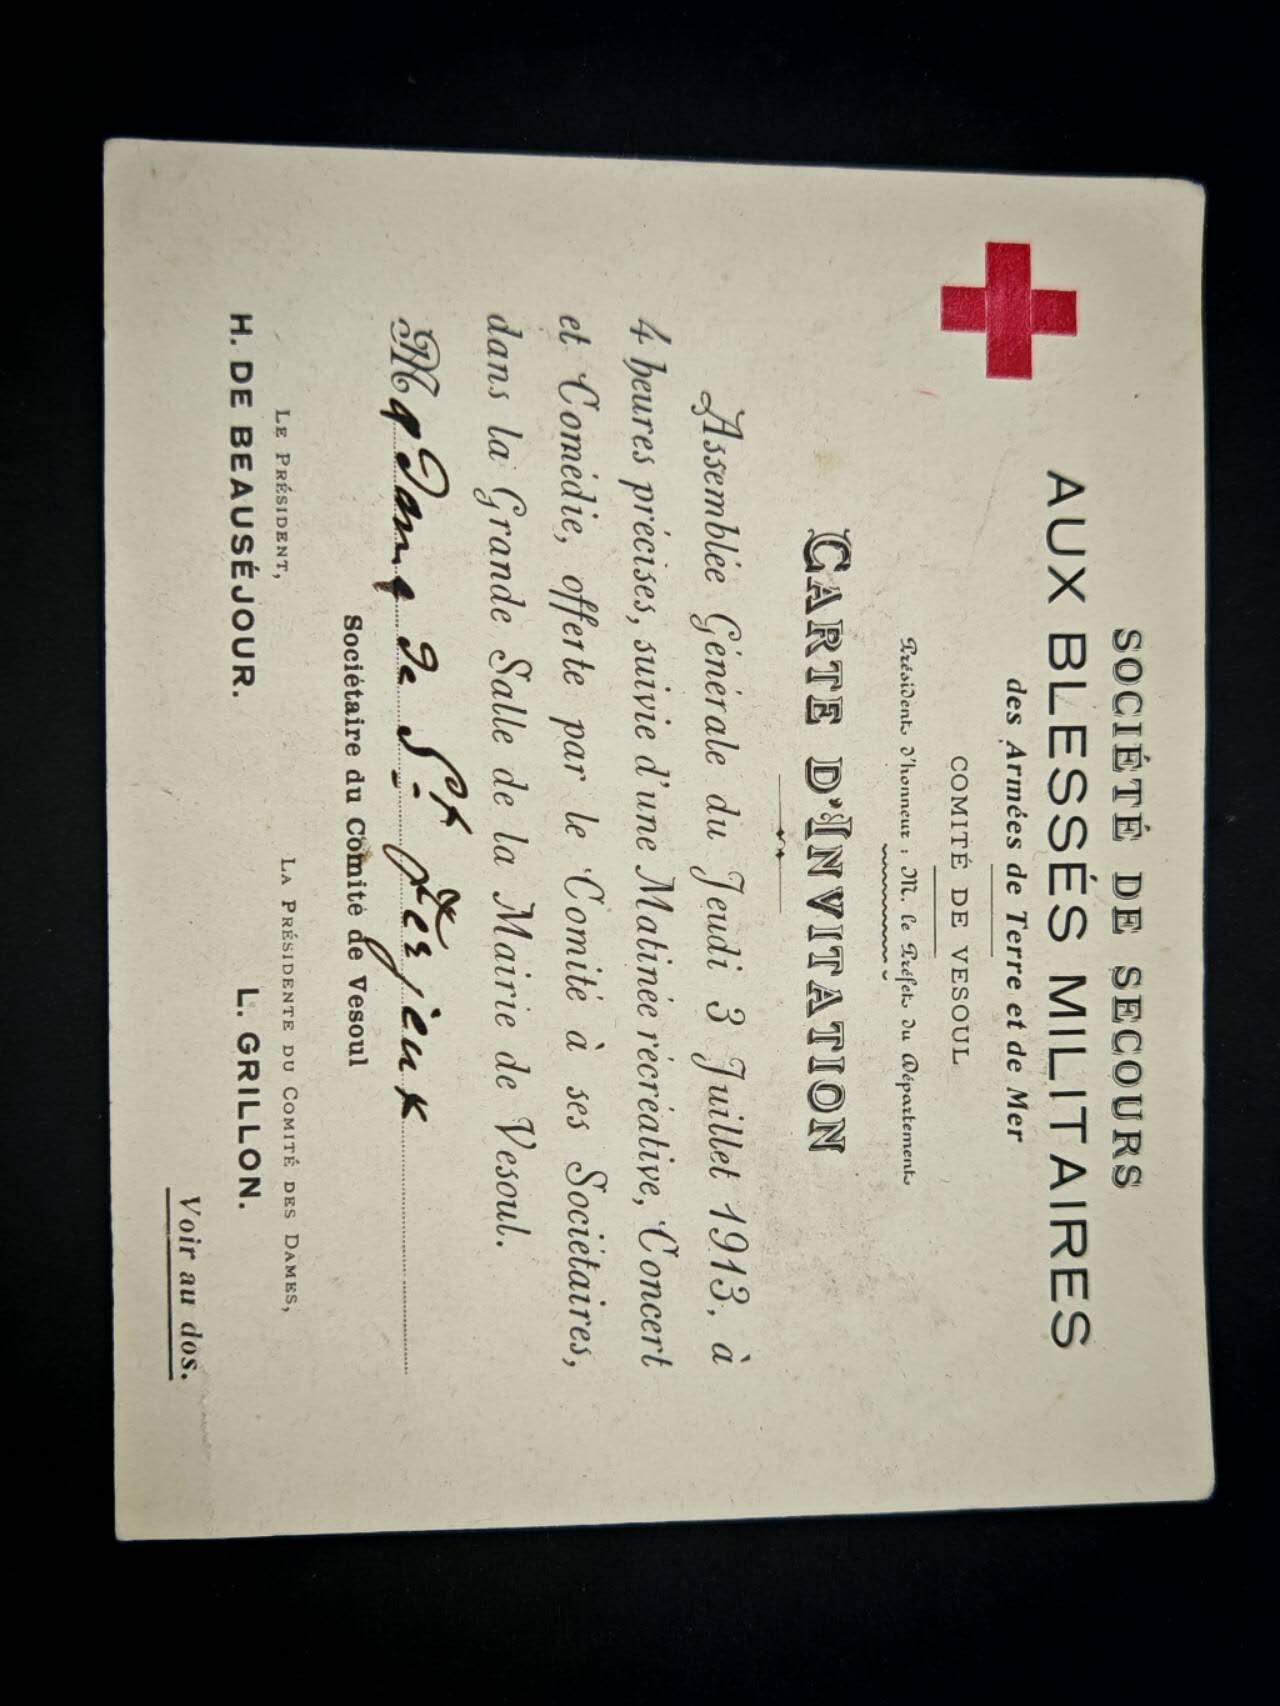 SOCIÉTÉ DE SECOURS
AUX BLESSÉS MILITAIRES
des Armées de Terre et de Mer
COMITÉ DE VESOUL
Président d'honneur : M. le Préfet du Département
CARTE D'INVITATION
Assemblée Générale du Jeudi 3 Juillet 1913, à
4 heures précises, suivie d'une Matinée récréative, Concert
et Comédie, offerte par le Comité à ses Sociétaires,
dans la Grande Salle de la Mairie de Vesoul.
Madame de St Ferjeux
Sociétaire du Comité de Vesoul
LE PRÉSIDENT,
H. DE BEAUSÉJOUR.
LA PRÉSIDENTE DU COMITÉ DES DAMES,
L. GRILLON.
Voir au dos.